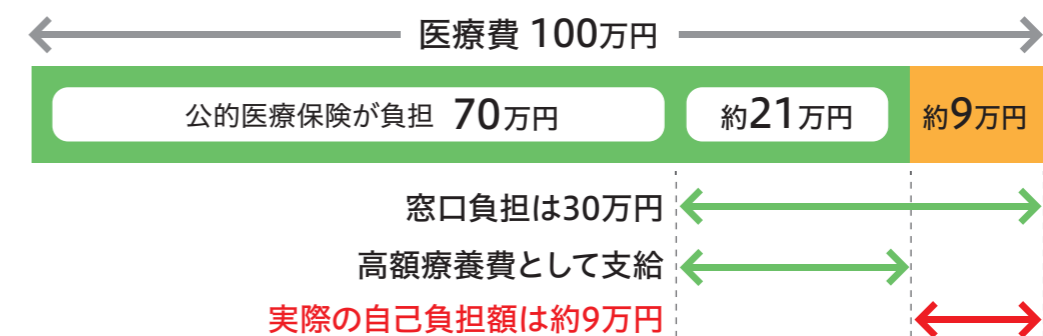 医療費 100万円
公的医療保険が負担 70万円 約21万円 約9万円
窓口負担は30万円
高額療養費として支給
実際の自己負担額は約9万円